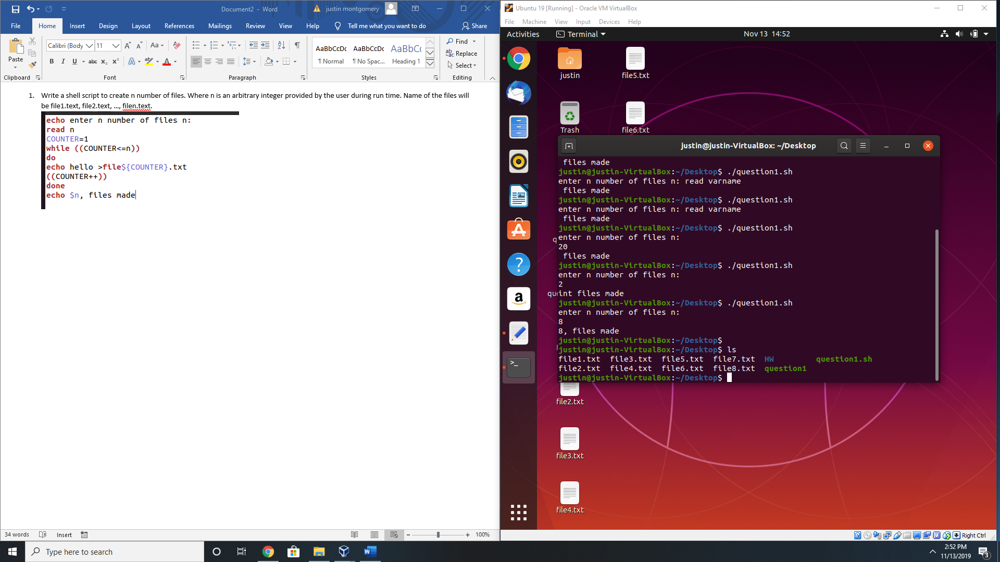 Document2 - Word
justin montgomery
File Home Insert Design Layout References Mailings Review View Help Tell me what you want to do Share
Paste
Clipboard
Calibri (Body 11
Font
Paragraph
AaBbCcDc AaBbCcDc AaBbCc
¶ Normal ¶ No Spac... Heading 1
Styles
Find
Replace
Select
Editing
1. Write a shell script to create n number of files. Where n is an arbitrary integer provided by the user during run time. Name of the files will
be file1.text, file2.text, ..., filen.text.
echo enter n number of files n:
read n
COUNTER=1
while ((COUNTER<=n))
do
echo hello >file${COUNTER}.txt
((COUNTER++))
done
echo $n, files made
34 words Insert 100%
Type here to search
Ubuntu 19 [Running] - Oracle VM VirtualBox
File Machine View Input Devices Help
Activities Terminal Nov 13 14:52
justin file5.txt
Trash file6.txt
justin@justin-VirtualBox: ~/Desktop
files made
justin@justin-VirtualBox:~/Desktop$ ./question1.sh
enter n number of files n: read varname
files made
justin@justin-VirtualBox:~/Desktop$ ./question1.sh
enter n number of files n: read varname
files made
justin@justin-VirtualBox:~/Desktop$ ./question1.sh
enter n number of files n:
20
files made
justin@justin-VirtualBox:~/Desktop$ ./question1.sh
enter n number of files n:
2
int files made
justin@justin-VirtualBox:~/Desktop$ ./question1.sh
enter n number of files n:
8
8, files made
justin@justin-VirtualBox:~/Desktop$
justin@justin-VirtualBox:~/Desktop$ ls
file1.txt file3.txt file5.txt file7.txt HW question1.sh
file2.txt file4.txt file6.txt file8.txt question1
justin@justin-VirtualBox:~/Desktop$
file2.txt
file3.txt
file4.txt
Right Ctrl
2:52 PM
11/13/2019
3